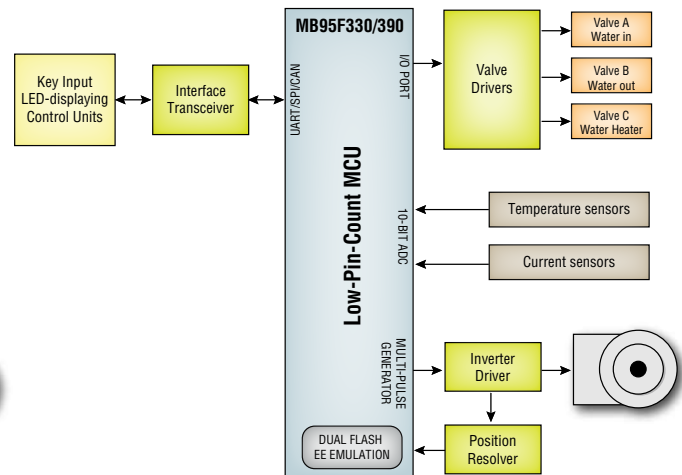 MB95F330/390
Key Input
LED-displaying
Control Units
Interface
Transceiver
UART/SPI/CAN
Low-Pin-Count MCU
I/O PORT
Valve
Drivers
Valve A
Water in
Valve B
Water out
Valve C
Water Heater
10-BIT ADC
Temperature sensors
Current sensors
MULTI-PULSE
GENERATOR
Inverter
Driver
Position
Resolver
DUAL FLASH
EE EMULATION